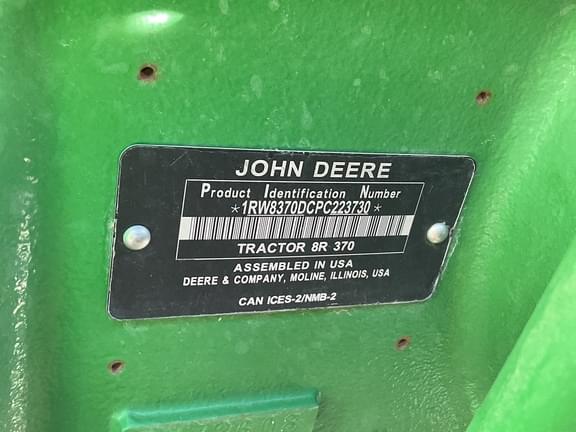 JOHN DEERE
Product Identification Number
*1RW8370DCPC223730*
TRACTOR 8R 370
ASSEMBLED IN USA
DEERE & COMPANY, MOLINE, ILLINOIS, USA
CAN ICES-2/NMB-2